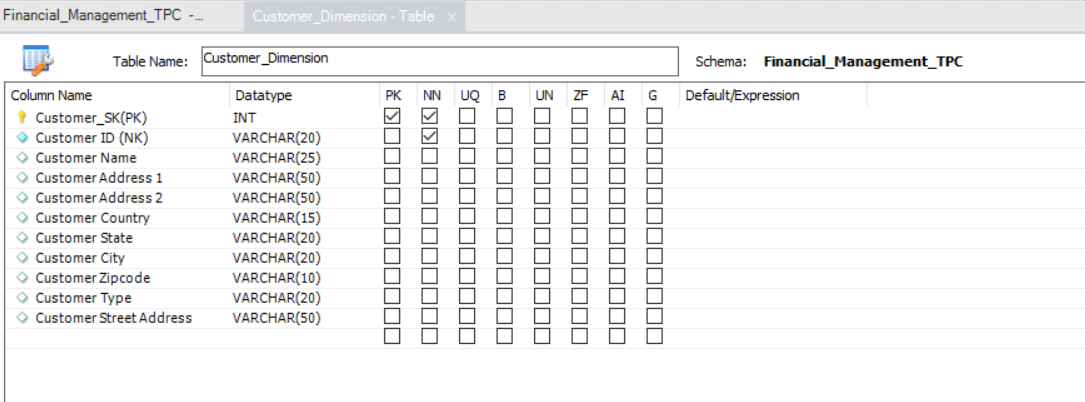 Financial_Management_TPC -... Customer_Dimension - Table ×
Table Name: Customer_Dimension Schema: Financial_Management_TPC
Column Name Datatype PK NN UQ B UN ZF AI G Default/Expression
Customer_SK(PK) INT
Customer ID (NK) VARCHAR(20)
Customer Name VARCHAR(25)
Customer Address 1 VARCHAR(50)
Customer Address 2 VARCHAR(50)
Customer Country VARCHAR(15)
Customer State VARCHAR(20)
Customer City VARCHAR(20)
Customer Zipcode VARCHAR(10)
Customer Type VARCHAR(20)
Customer Street Address VARCHAR(50)